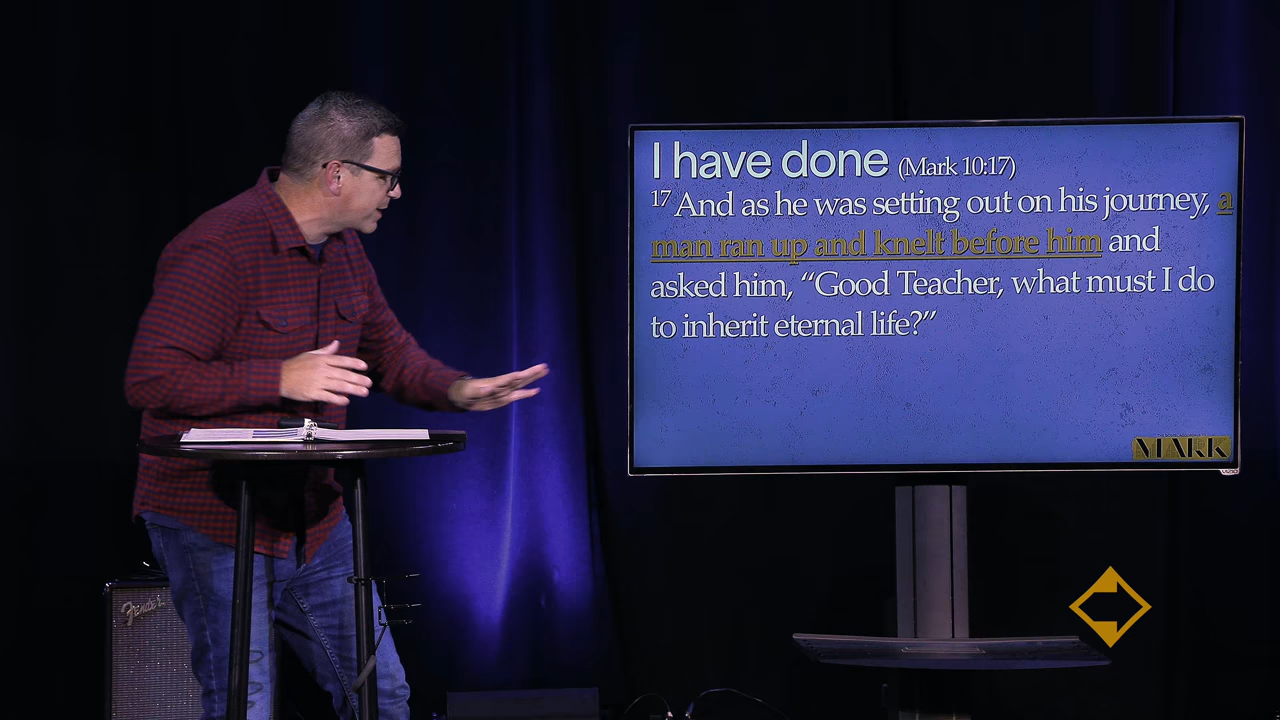 I have done (Mark 10:17)
17 And as he was setting out on his journey, a
man ran up and knelt before him and
asked him, “Good Teacher, what must I do
to inherit eternal life?”
MARK
Fender